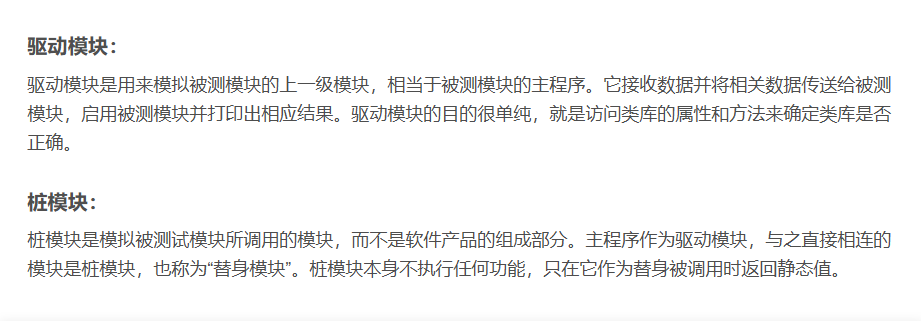 驱动模块：
驱动模块是用来模拟被测模块的上一级模块，相当于被测模块的主程序。它接收数据并将相关数据传送给被测
模块，启用被测模块并打印出相应结果。驱动模块的目的很单纯，就是访问类库的属性和方法来确定类库是否
正确。
桩模块：
桩模块是模拟被测试模块所调用的模块，而不是软件产品的组成部分。主程序作为驱动模块，与之直接相连的
模块是桩模块，也称为“替身模块”。桩模块本身不执行任何功能，只在它作为替身被调用时返回静态值。